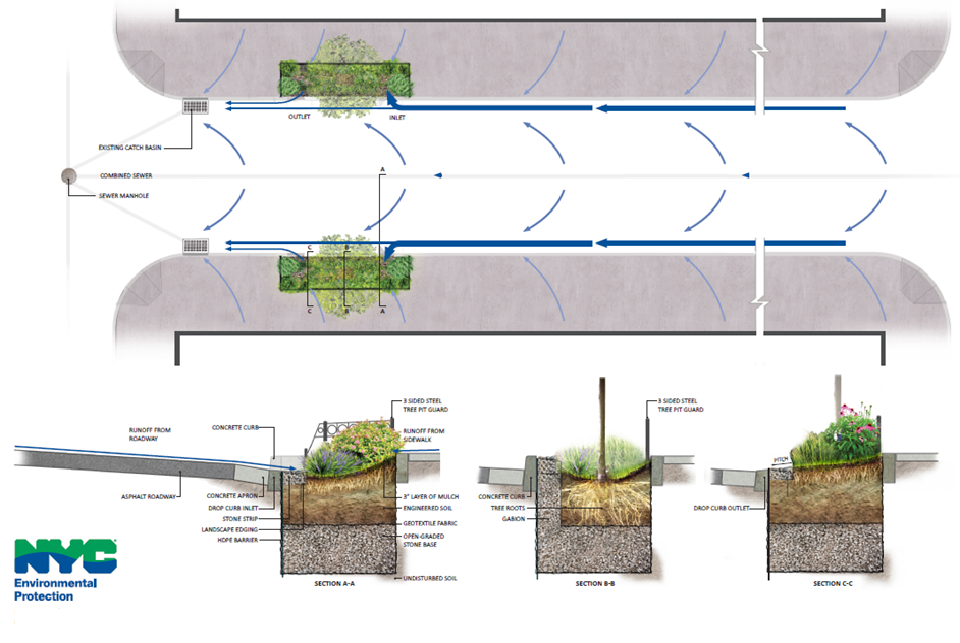 OUTLET
INLET
EXISTING CATCH BASIN
COMBINED SEWER
SEWER MANHOLE
A
C
B
C
B
A
3 SIDED STEEL
TREE PIT GUARD
CONCRETE CURB
RUNOFF FROM
ROADWAY
RUNOFF FROM
SIDEWALK
ASPHALT ROADWAY
CONCRETE APRON
DROP CURB INLET
STONE STRIP
LANDSCAPE EDGING
HDPE BARRIER
3" LAYER OF MULCH
ENGINEERED SOIL
GEOTEXTILE FABRIC
OPEN-GRADED
STONE BASE
UNDISTURBED SOIL
SECTION A-A
3 SIDED STEEL
TREE PIT GUARD
CONCRETE CURB
TREE ROOTS
GABION
SECTION B-B
PITCH
DROP CURB OUTLET
SECTION C-C
NYC
Environmental
Protection